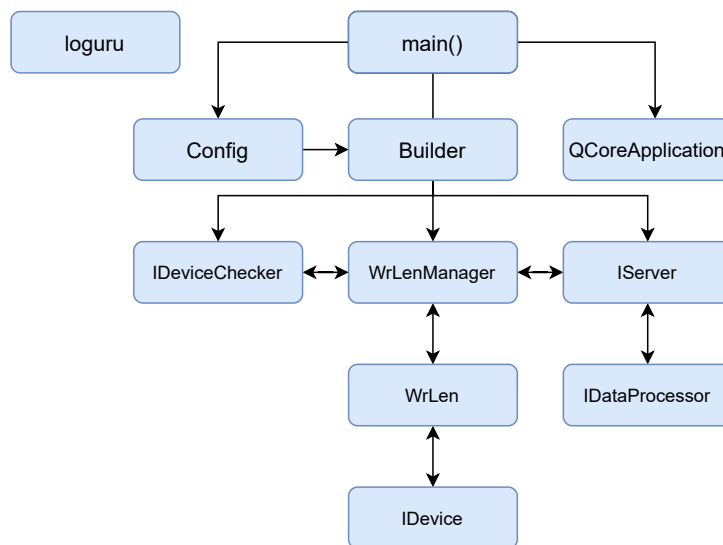 loguru
main()
Config
Builder
QCoreApplication
IDeviceChecker
WrLenManager
IServer
WrLen
IDataProcessor
IDevice